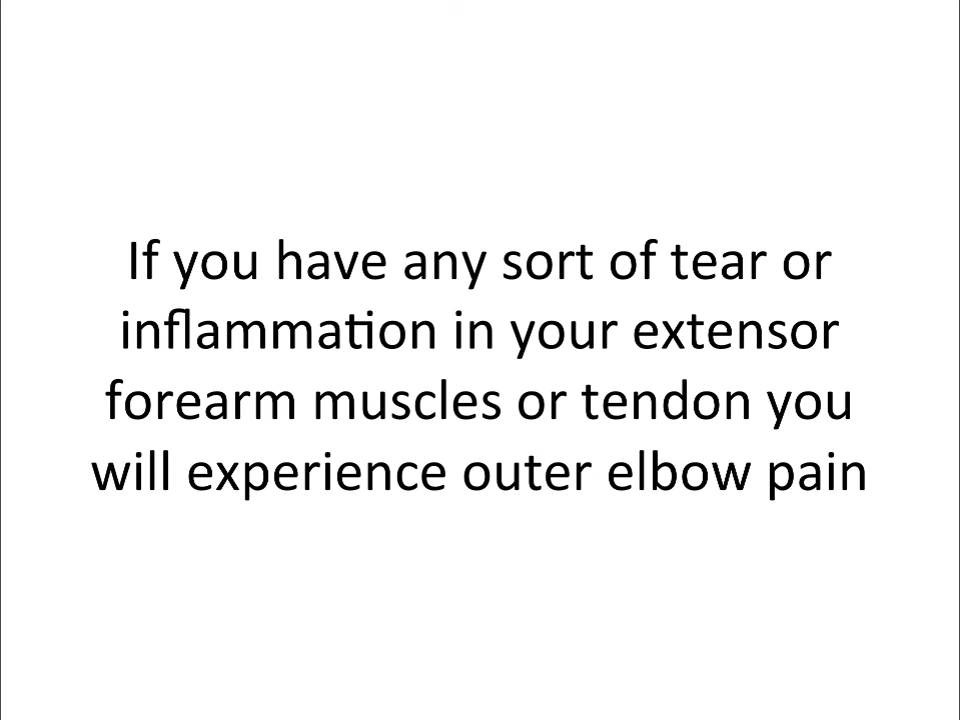 If you have any sort of tear or
inflammation in your extensor
forearm muscles or tendon you
will experience outer elbow pain